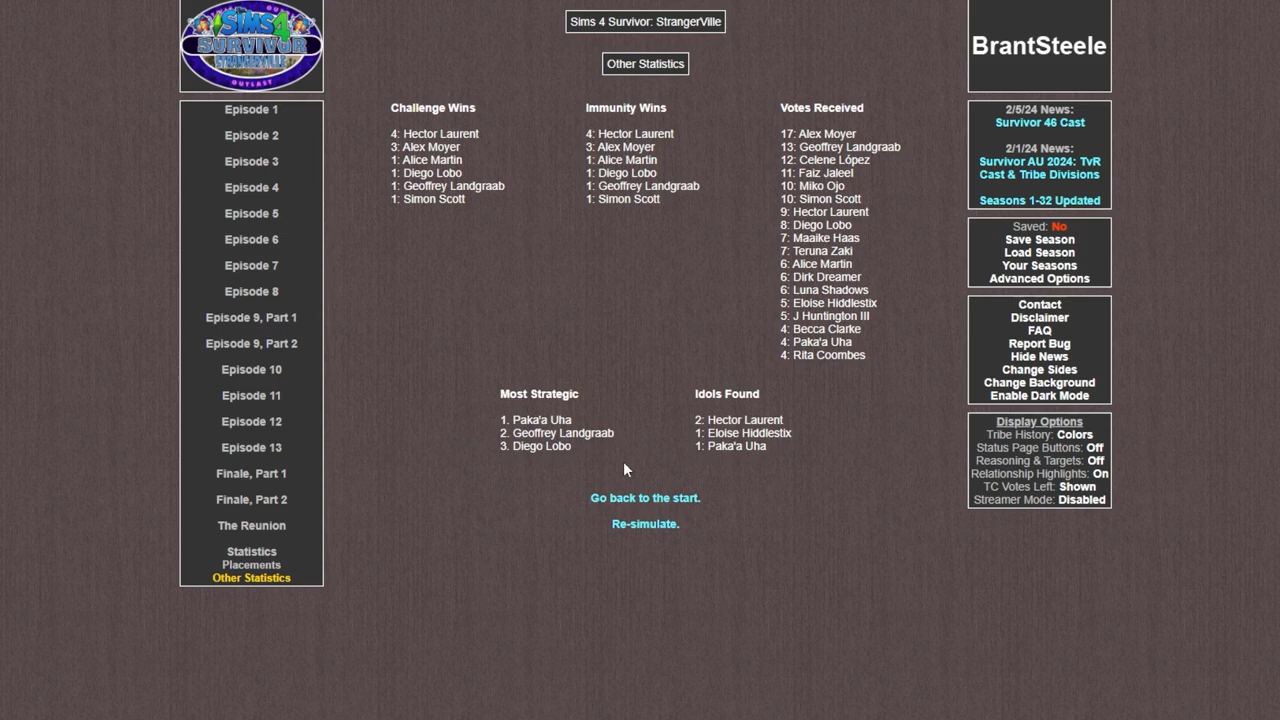 SIMS4
SURVIVOR
STRANGERVILLE
OUTLAST
Episode 1
Episode 2
Episode 3
Episode 4
Episode 5
Episode 6
Episode 7
Episode 8
Episode 9, Part 1
Episode 9, Part 2
Episode 10
Episode 11
Episode 12
Episode 13
Finale, Part 1
Finale, Part 2
The Reunion
Statistics
Placements
Other Statistics
Sims 4 Survivor: StrangerVille
Other Statistics
Challenge Wins
4: Hector Laurent
3: Alex Moyer
1: Alice Martin
1: Diego Lobo
1: Geoffrey Landgraab
1: Simon Scott
Immunity Wins
4: Hector Laurent
3: Alex Moyer
1: Alice Martin
1: Diego Lobo
1: Geoffrey Landgraab
1: Simon Scott
Votes Received
17: Alex Moyer
13: Geoffrey Landgraab
12: Celene López
11: Faiz Jaleel
10: Miko Ojo
10: Simon Scott
9: Hector Laurent
8: Diego Lobo
7: Maaike Haas
7: Teruna Zaki
6: Alice Martin
6: Dirk Dreamer
6: Luna Shadows
5: Eloise Hiddlestix
5: J Huntington III
4: Becca Clarke
4: Paka'a Uha
4: Rita Coombes
Most Strategic
1. Paka'a Uha
2. Geoffrey Landgraab
3. Diego Lobo
Idols Found
2: Hector Laurent
1: Eloise Hiddlestix
1: Paka'a Uha
Go back to the start.
Re-simulate.
BrantSteele
2/5/24 News:
Survivor 46 Cast
2/1/24 News:
Survivor AU 2024: TvR
Cast & Tribe Divisions
Seasons 1-32 Updated
Saved: No
Save Season
Load Season
Your Seasons
Advanced Options
Contact
Disclaimer
FAQ
Report Bug
Hide News
Change Sides
Change Background
Enable Dark Mode
Display Options
Tribe History: Colors
Status Page Buttons: Off
Reasoning & Targets: Off
Relationship Highlights: On
TC Votes Left: Shown
Streamer Mode: Disabled